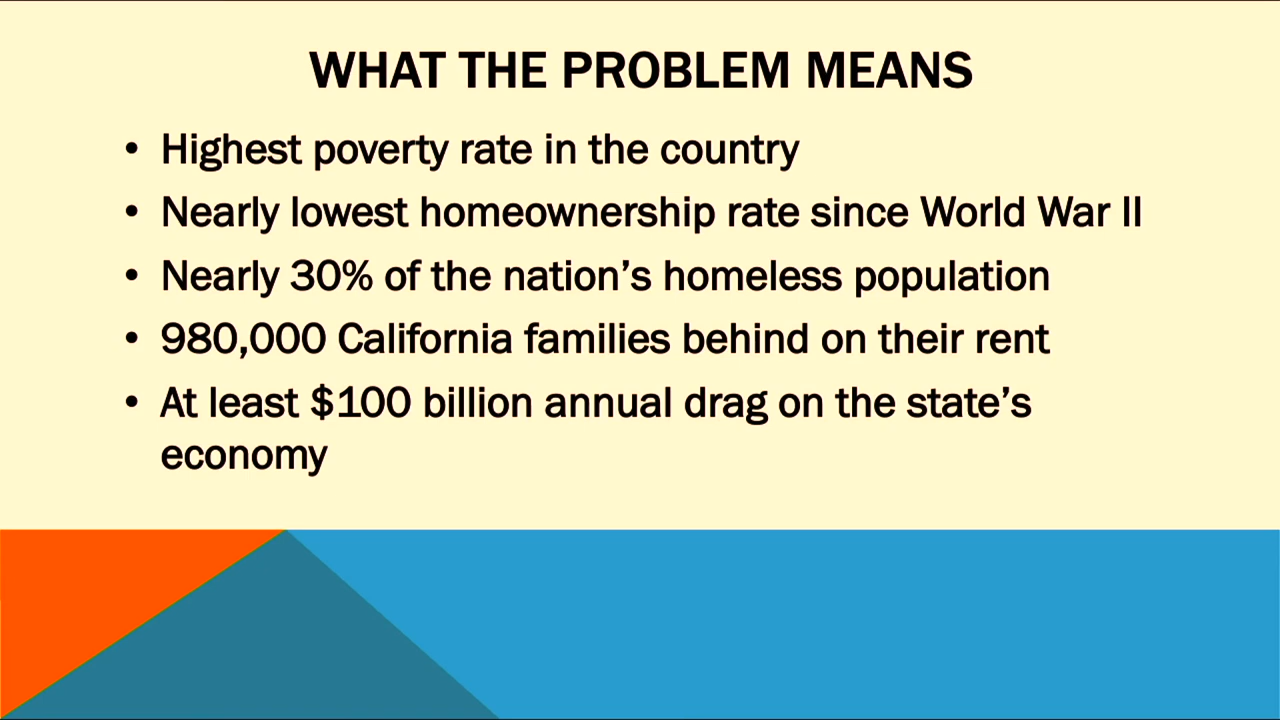 WHAT THE PROBLEM MEANS
• Highest poverty rate in the country
• Nearly lowest homeownership rate since World War II
• Nearly 30% of the nation’s homeless population
• 980,000 California families behind on their rent
• At least $100 billion annual drag on the state’s
economy